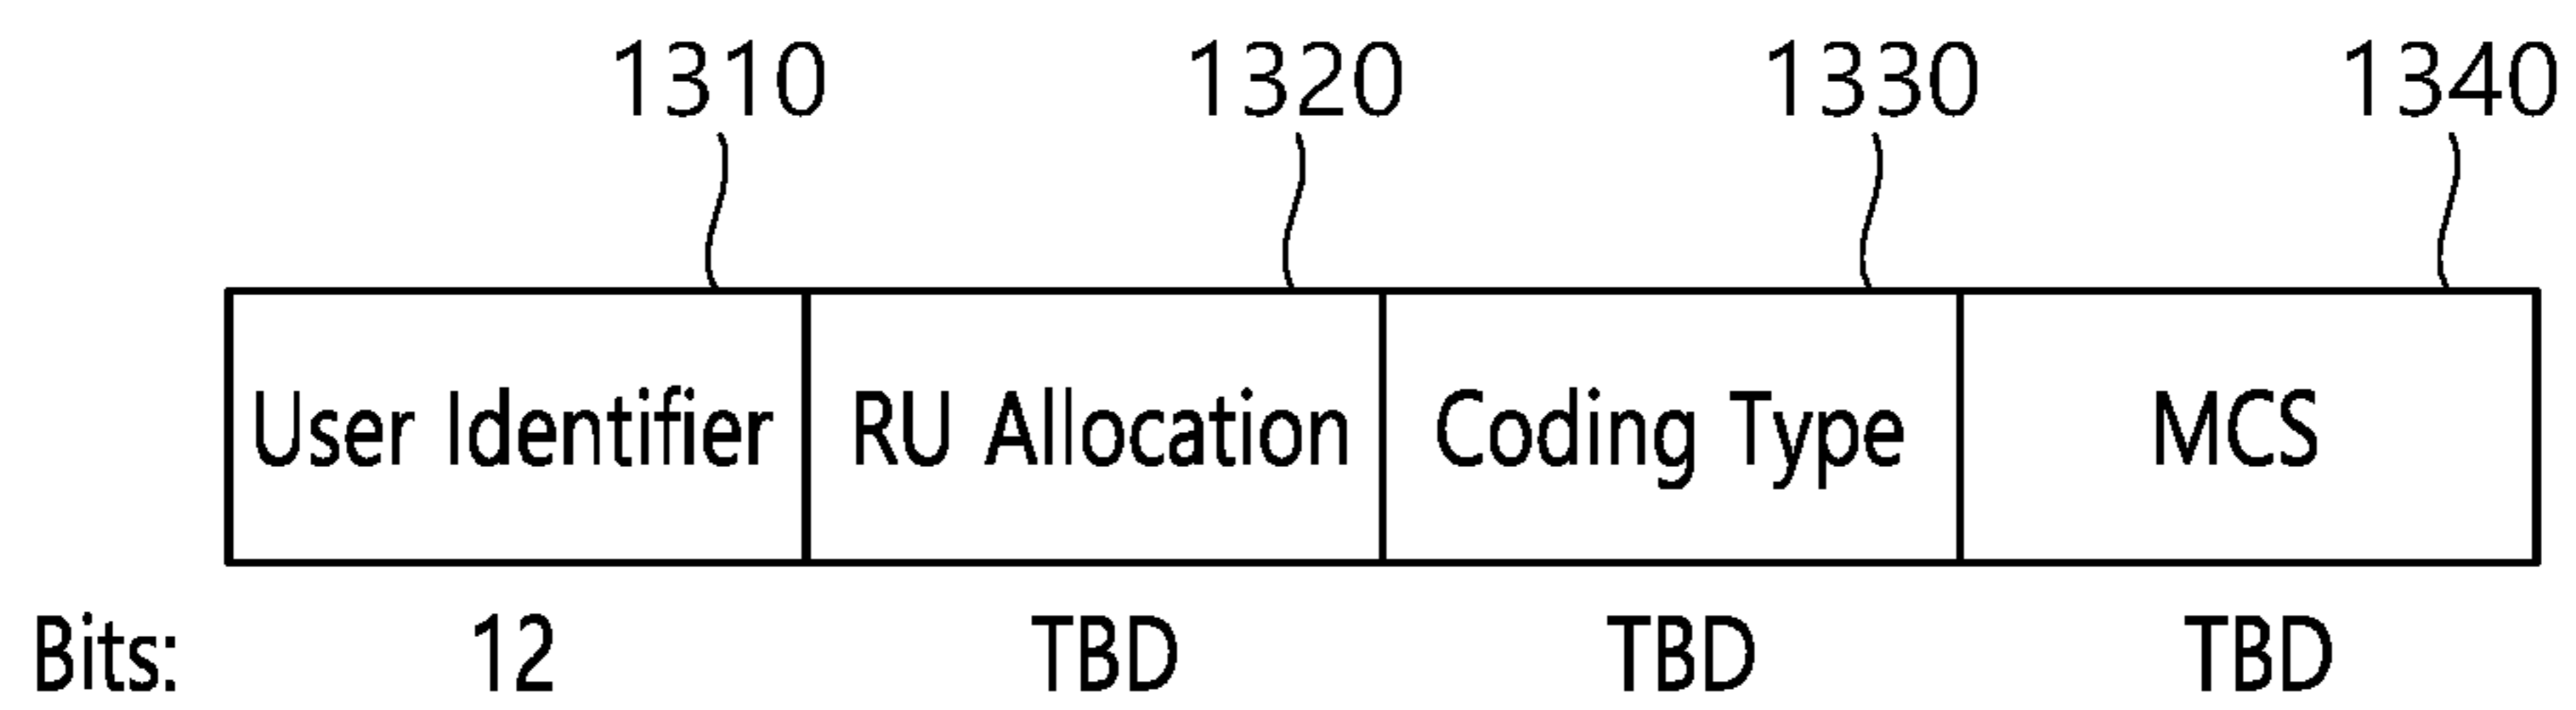 1310 1320 1330 1340
User Identifier RU Allocation Coding Type MCS
Bits: 12 TBD TBD TBD